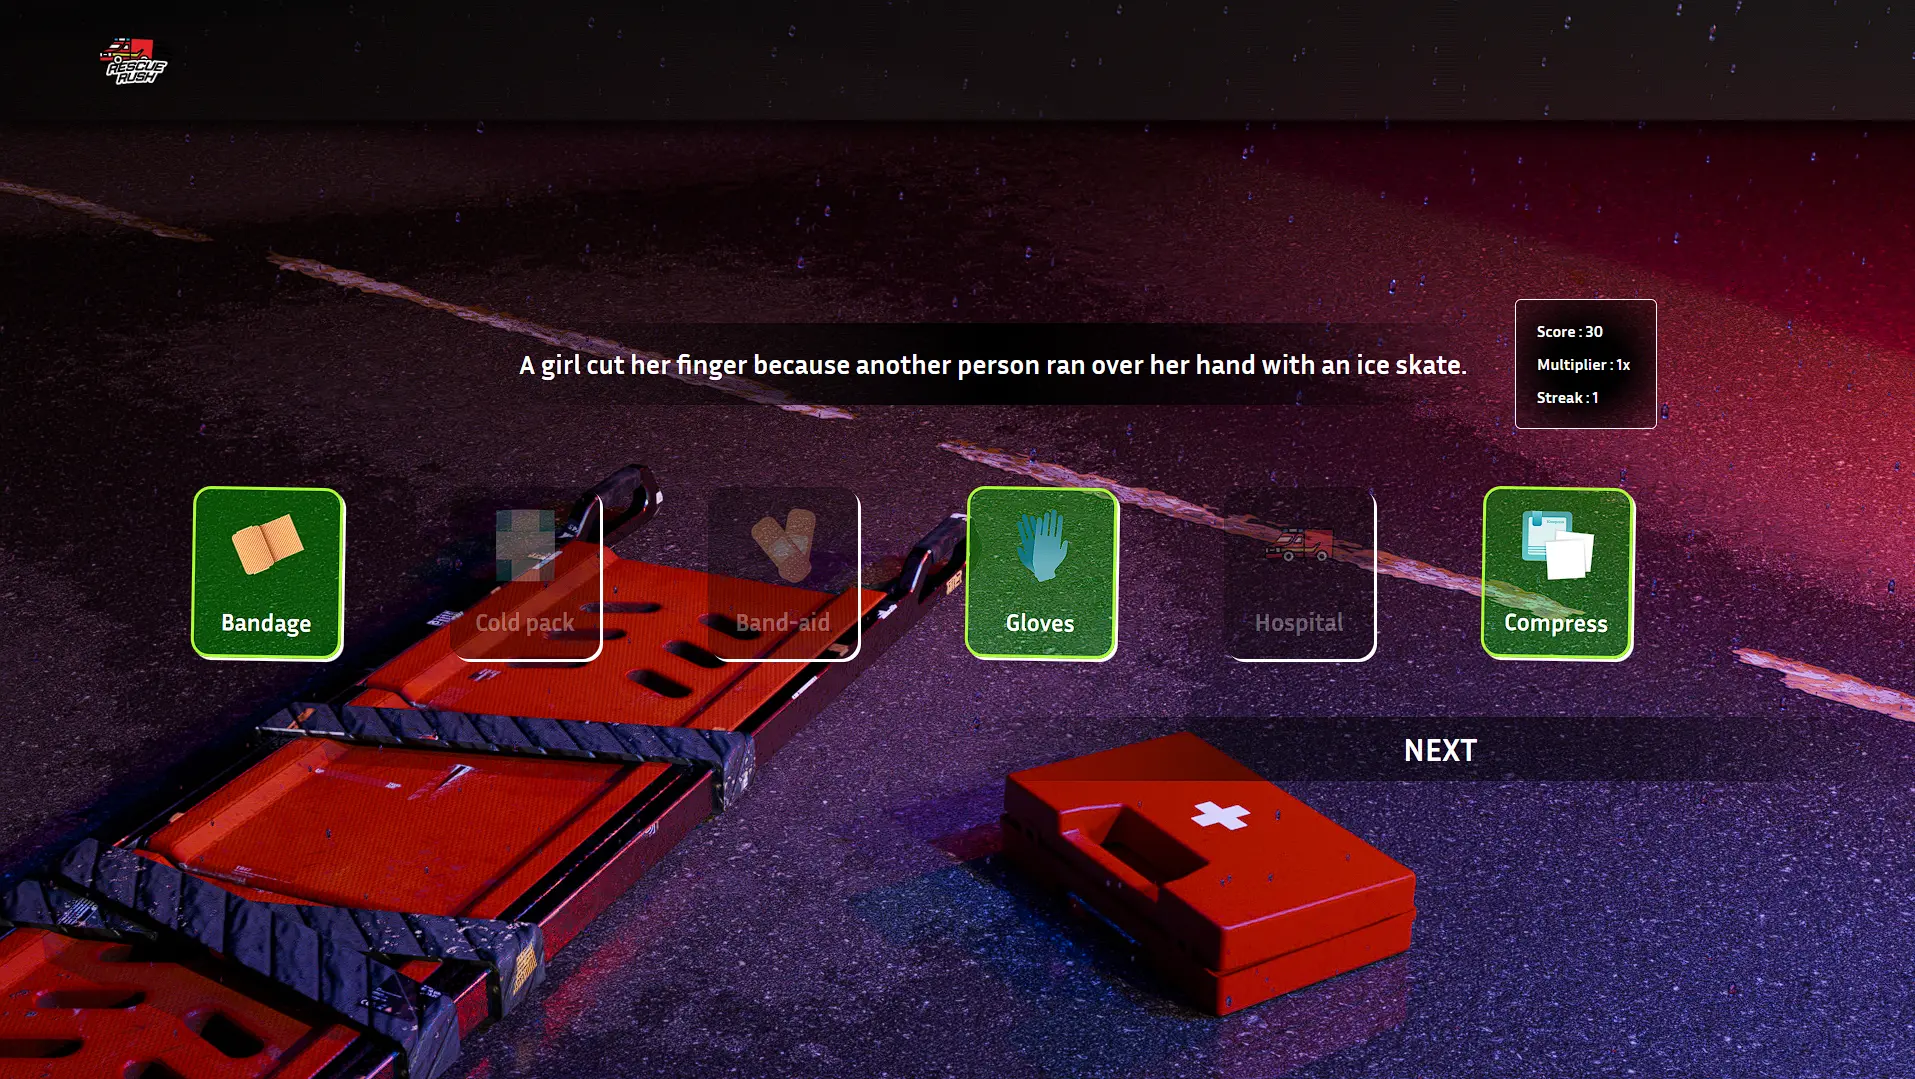 RESCUE
RUSH
A girl cut her finger because another person ran over her hand with an ice skate.
Score : 30
Multiplier : 1x
Streak : 1
Bandage
Cold pack
Band-aid
Gloves
Hospital
Compress
NEXT